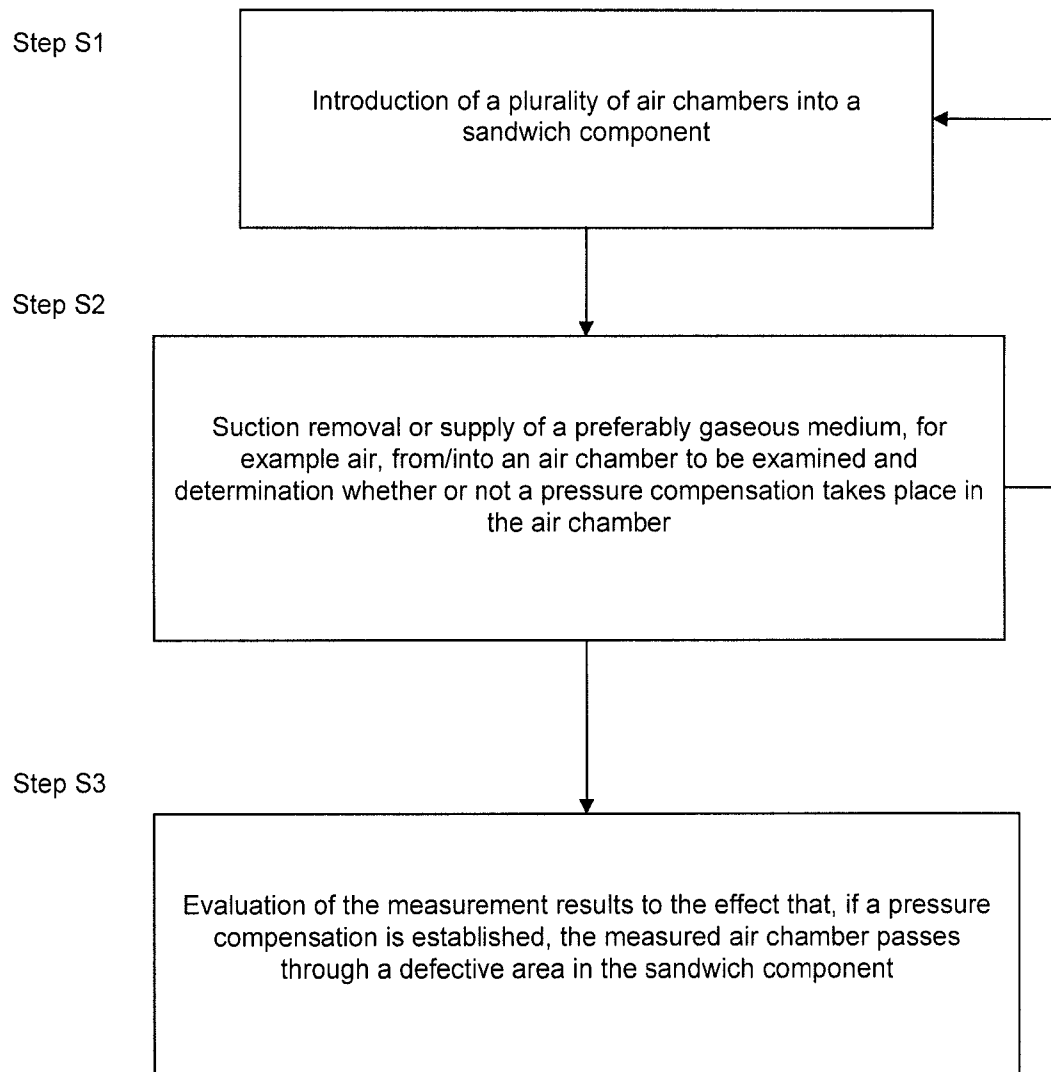 Step S1
Introduction of a plurality of air chambers into a
sandwich component
Step S2
Suction removal or supply of a preferably gaseous medium, for
example air, from/into an air chamber to be examined and
determination whether or not a pressure compensation takes place in
the air chamber
Step S3
Evaluation of the measurement results to the effect that, if a pressure
compensation is established, the measured air chamber passes
through a defective area in the sandwich component